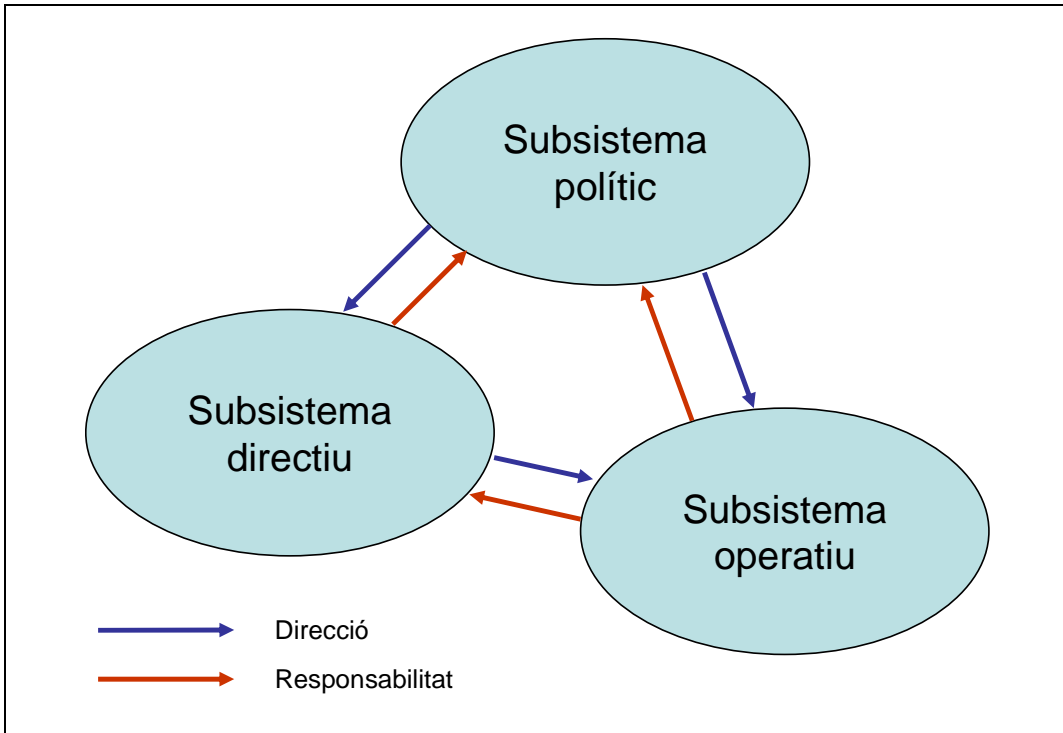 Subsistema
polític
Subsistema
directiu
Subsistema
operatiu
Direcció
Responsabilitat